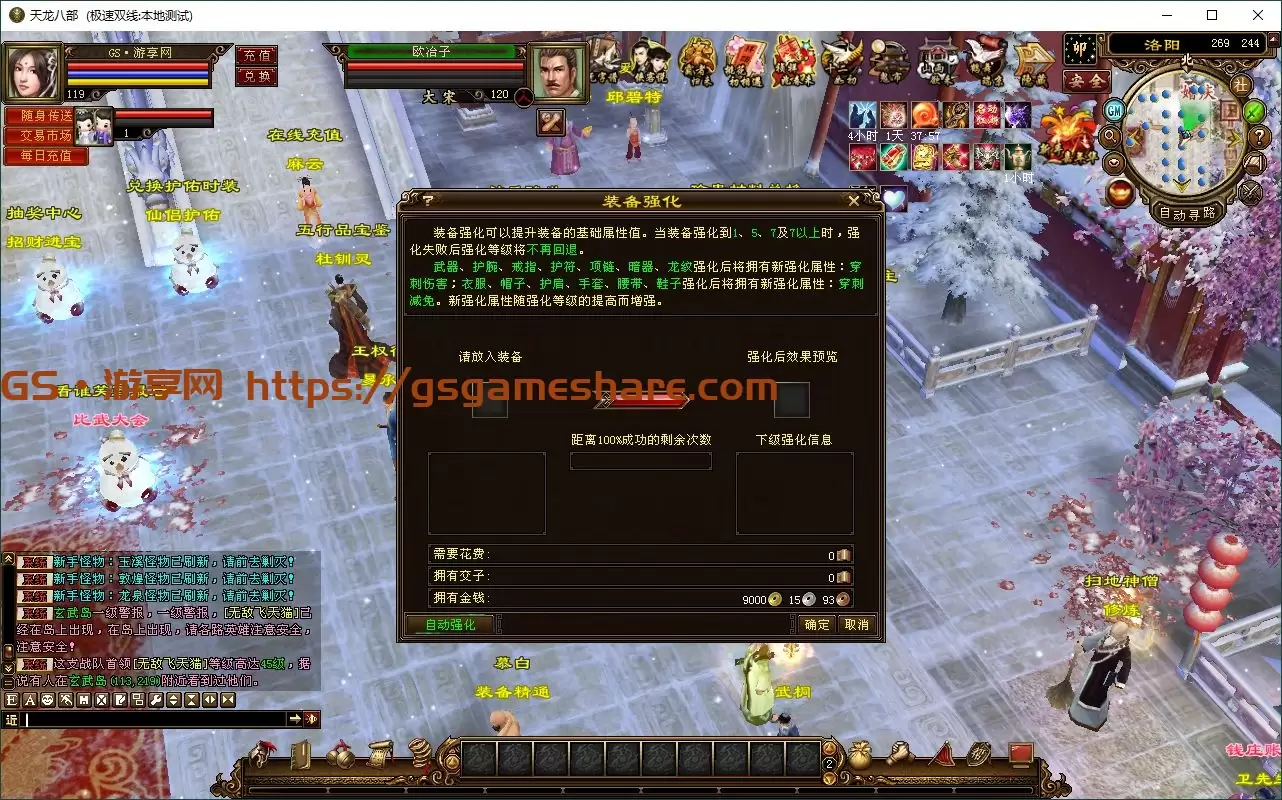 天龙八部 (极速双线:本地测试)
GS·游享网
119
充值
兑换
欧冶子
大宋
120
随身传送
交易市场
每日充值
1
洛阳
269 244
北
安全
社
GM
自动寻路
4小时 1天 37:57
1小时
邱碧特
在线充值
麻云
兑换护佑时装
仙侣护佑
抽奖中心
招财进宝
五行品宝鉴
杜钏灵
比武大会
装备强化
装备强化可以提升装备的基础属性值。当装备强化到1、5、7及7以上时，强
化失败后强化等级将不再回退。
武器、护腕、戒指、护符、项链、暗器、龙纹强化后将拥有新强化属性：穿
刺伤害；衣服、帽子、护肩、手套、腰带、鞋子强化后将拥有新强化属性：穿刺
减免。新强化属性随强化等级的提高而增强。
请放入装备
强化后效果预览
GS·游享网 https://gsgameshare.com
距离100%成功的剩余次数
下级强化信息
需要花费:
0
拥有交子:
0
拥有金钱:
9000 15 93
自动强化
确定
取消
新手怪物：玉溪怪物已刷新，请前去剿灭!
新手怪物：敦煌怪物已刷新，请前去剿灭!
新手怪物：龙泉怪物已刷新，请前去剿灭!
玄武岛一级警报，一级警报，[无敌飞天猫]已
经在岛上出现，在岛上出现，请各路英雄注意安全，
注意安全!
这支战队首领[无敌飞天猫]等级高达45级，据
说有人在玄武岛(113,219)附近看到过他们。
近
慕白
装备精通
武桐
扫地神僧
修炼
2